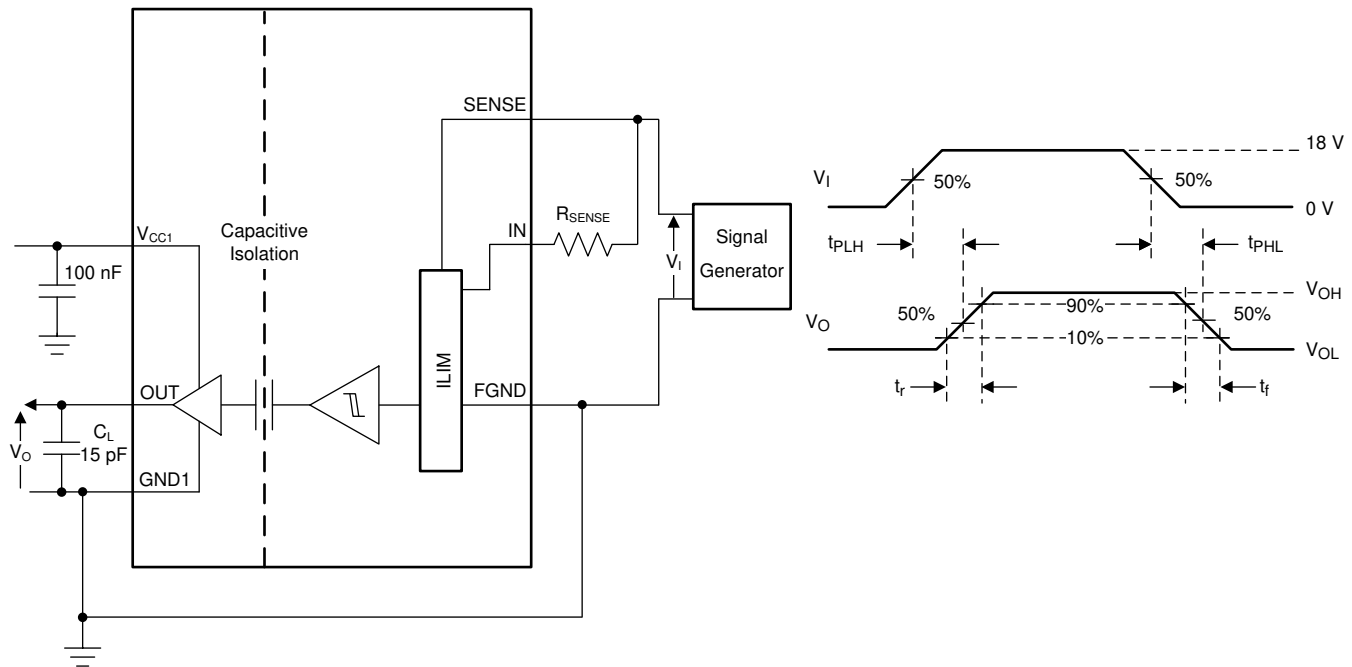 SENSE
18 V
V_I
50%
50%
0 V
R_SENSE
Signal
Generator
Capacitive
Isolation
V_CC1
IN
V_I
t_PLH
t_PHL
100 nF
V_OH
90%
50%
50%
V_O
10%
V_OL
ILIM
OUT
FGND
t_r
t_f
C_L
15 pF
V_O
GND1